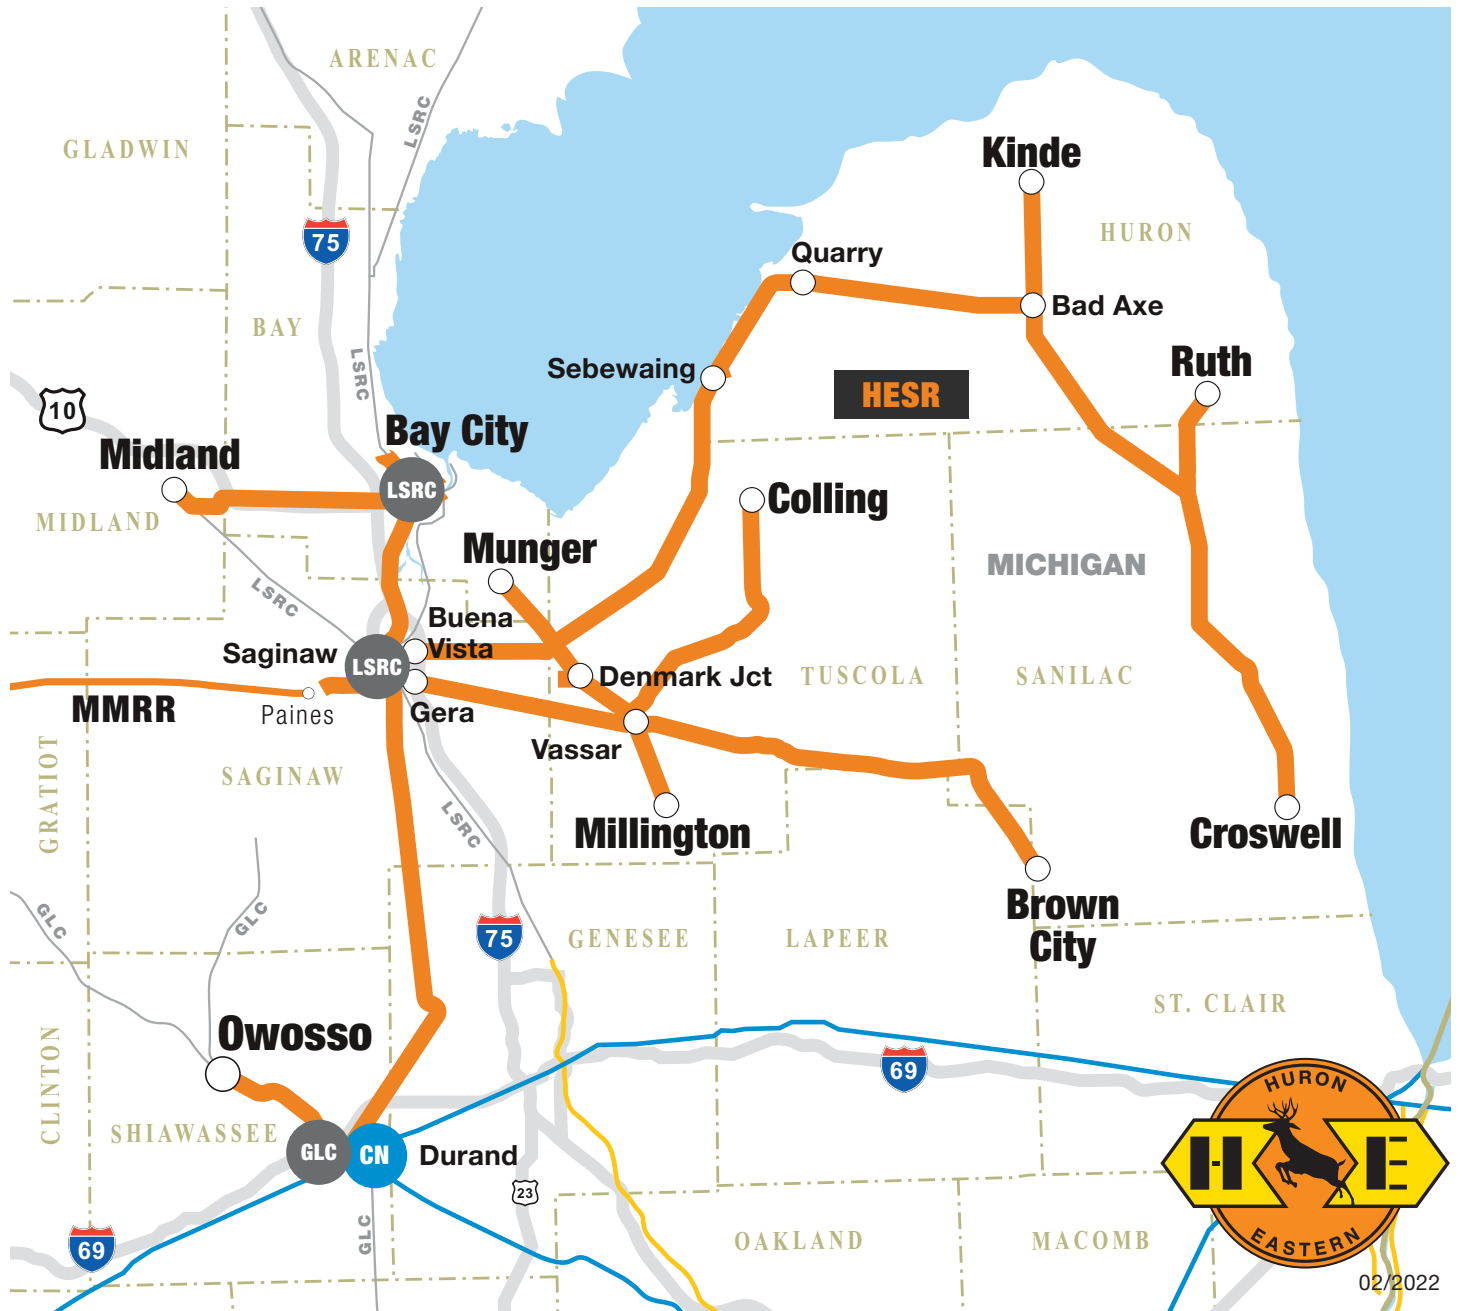 ARENAC
LSRC
GLADWIN
Kinde
HURON
75
Quarry
BAY
Bad Axe
LSRC
Sebewaing
Ruth
HESR
10
Bay City
Midland
LSRC
Colling
MIDLAND
Munger
MICHIGAN
LSRC
Buena
Vista
Saginaw
LSRC
Denmark Jct
TUSCOLA
SANILAC
MMRR
Paines
Gera
Vassar
SAGINAW
GRATIOT
LSRC
Millington
Croswell
Brown
City
GLC
GLC
75
GENESEE
LAPEER
ST. CLAIR
Owosso
CLINTON
69
HURON
SHIAWASSEE
GLC
CN
Durand
H-E
23
GLC
69
OAKLAND
MACOMB
EASTERN
02/2022